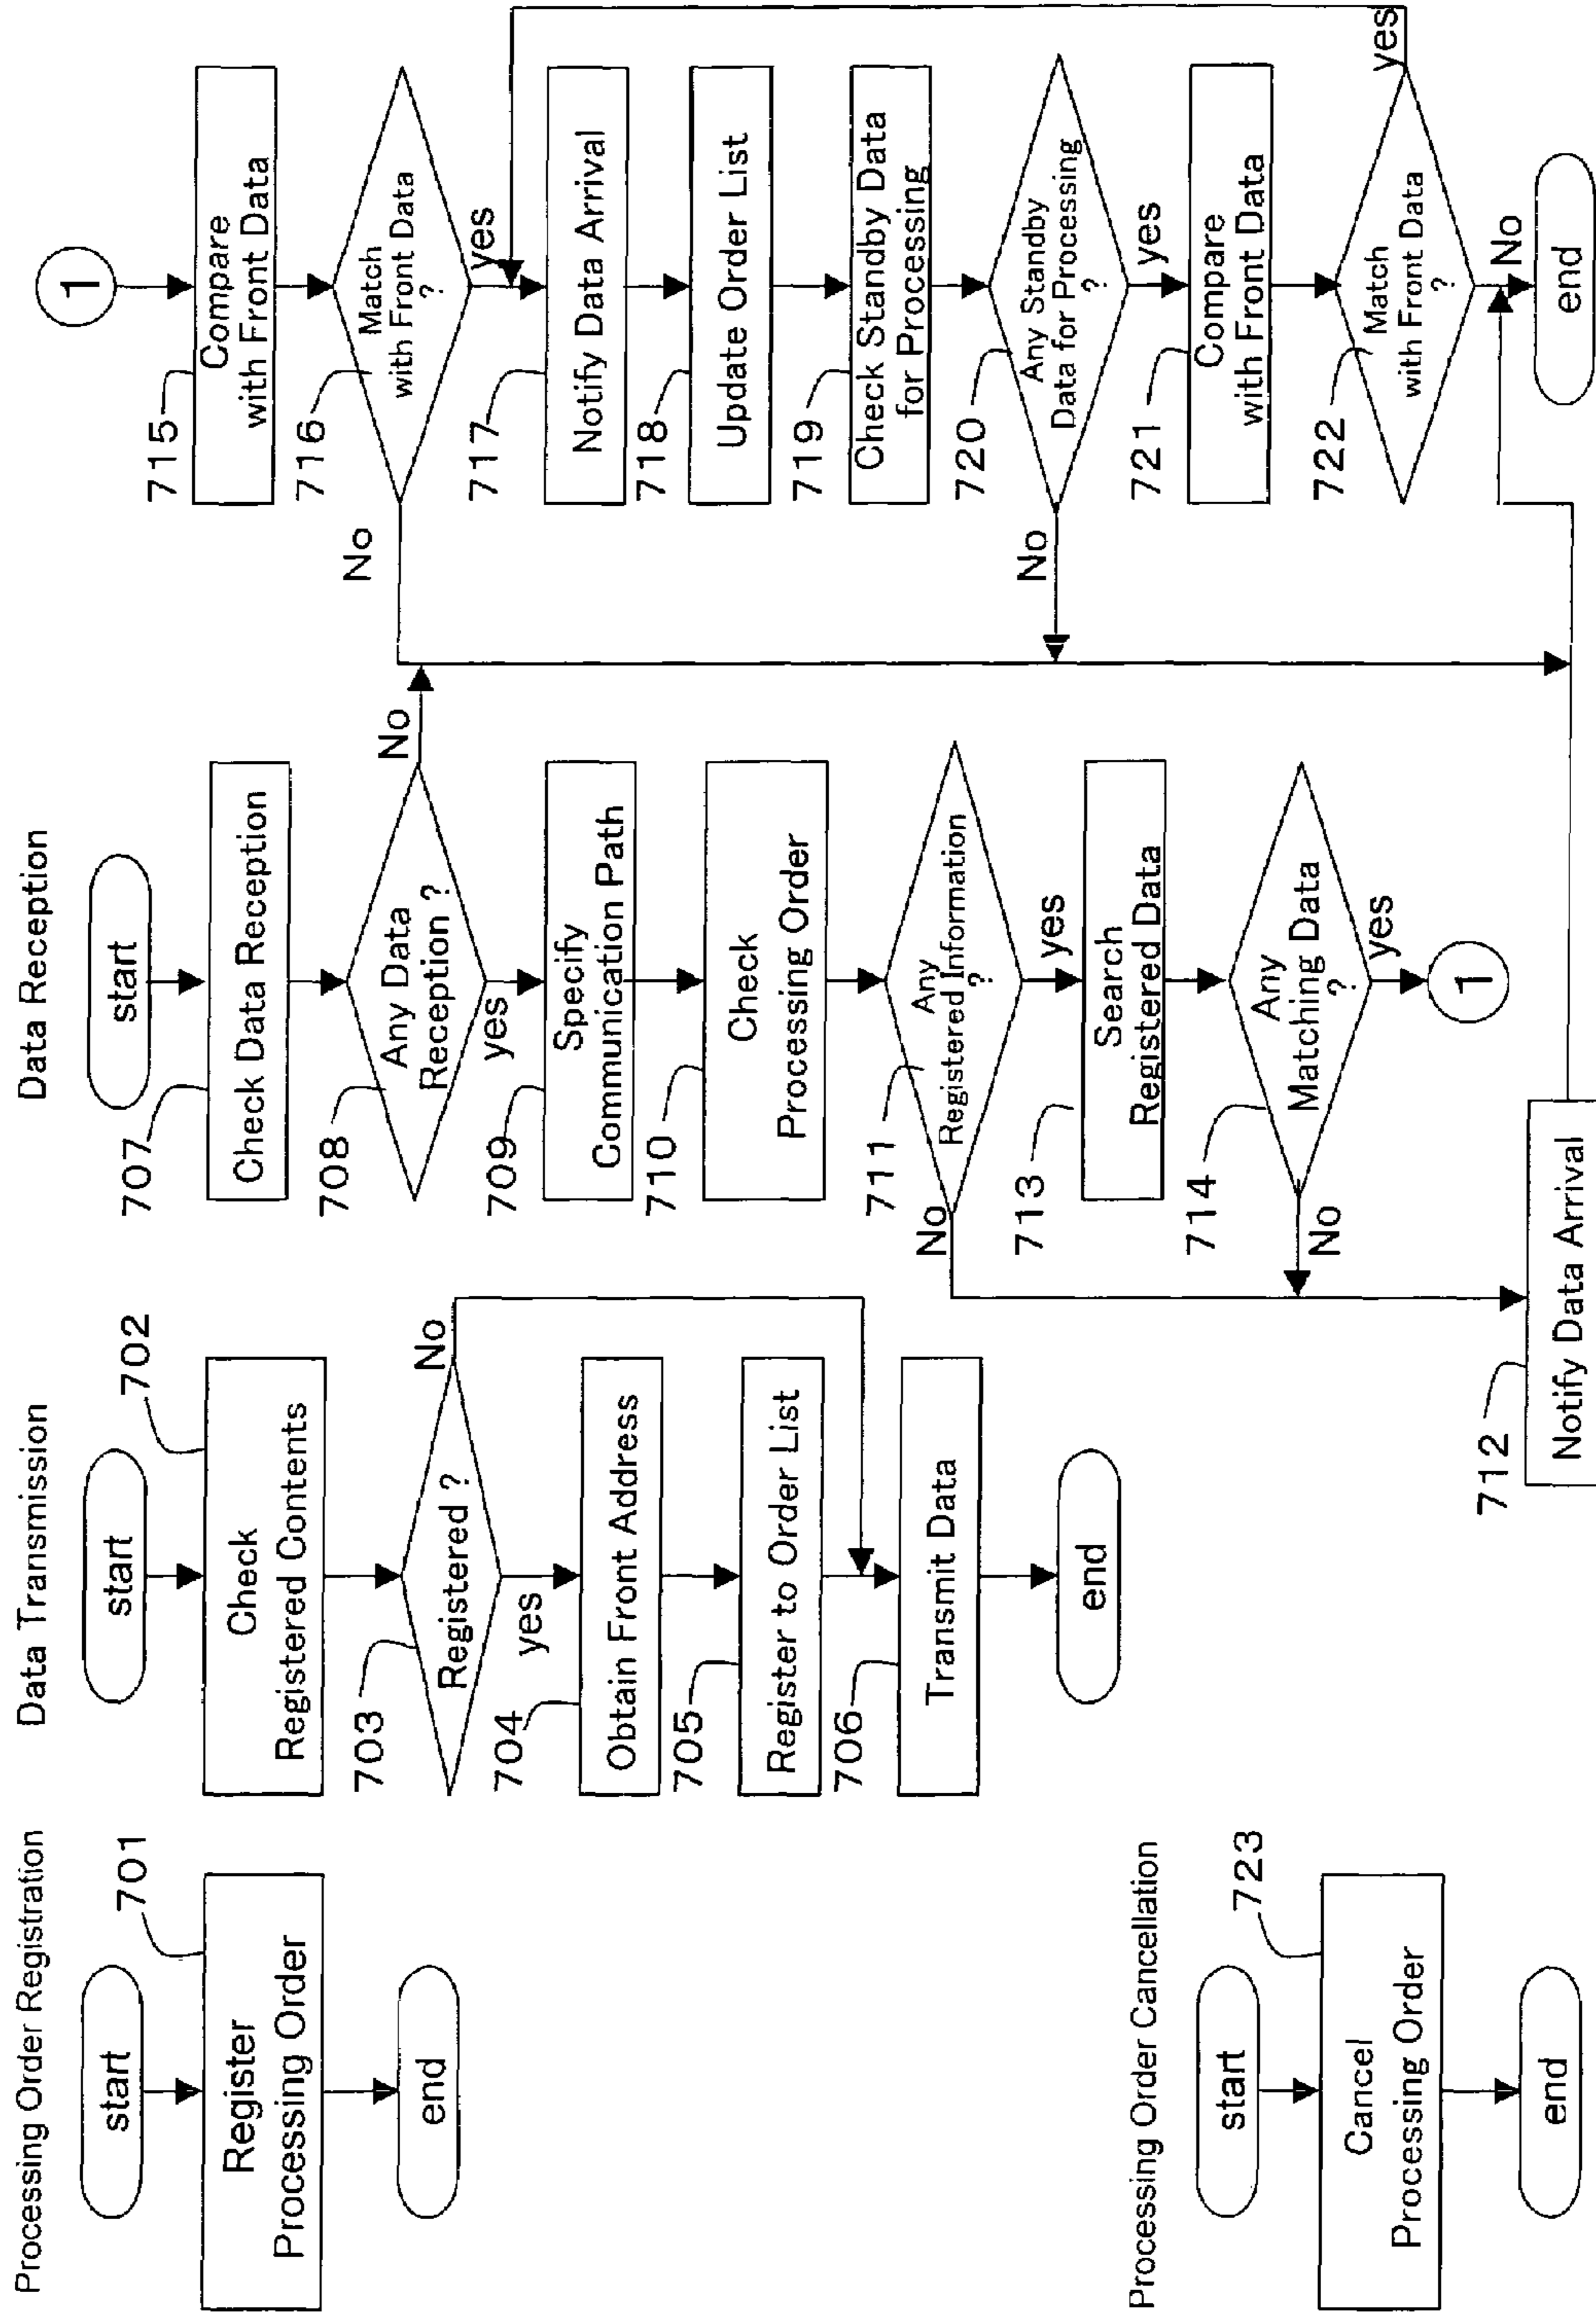 Processing Order Registration
start
701
Register
Processing Order
end
Processing Order Cancellation
start
723
Cancel
Processing Order
end
Data Transmission
start
702
Check
Registered Contents
703
Registered ?
No
yes
704
Obtain Front Address
705
Register to Order List
706
Transmit Data
end
Data Reception
start
707
Check Data Reception
708
Any Data
Reception ?
No
yes
709
Specify
Communication Path
710
Check
Processing Order
711
Any
Registered Information
?
No
yes
713
Search
Registered Data
714
Any
Matching Data
?
No
yes
1
712
Notify Data Arrival
1
715
Compare
with Front Data
716
Match
with Front Data
?
No
yes
717
Notify Data Arrival
718
Update Order List
719
Check Standby Data
for Processing
720
Any Standby
Data for Processing
?
No
yes
721
Compare
with Front Data
722
Match
with Front Data
?
yes
No
end